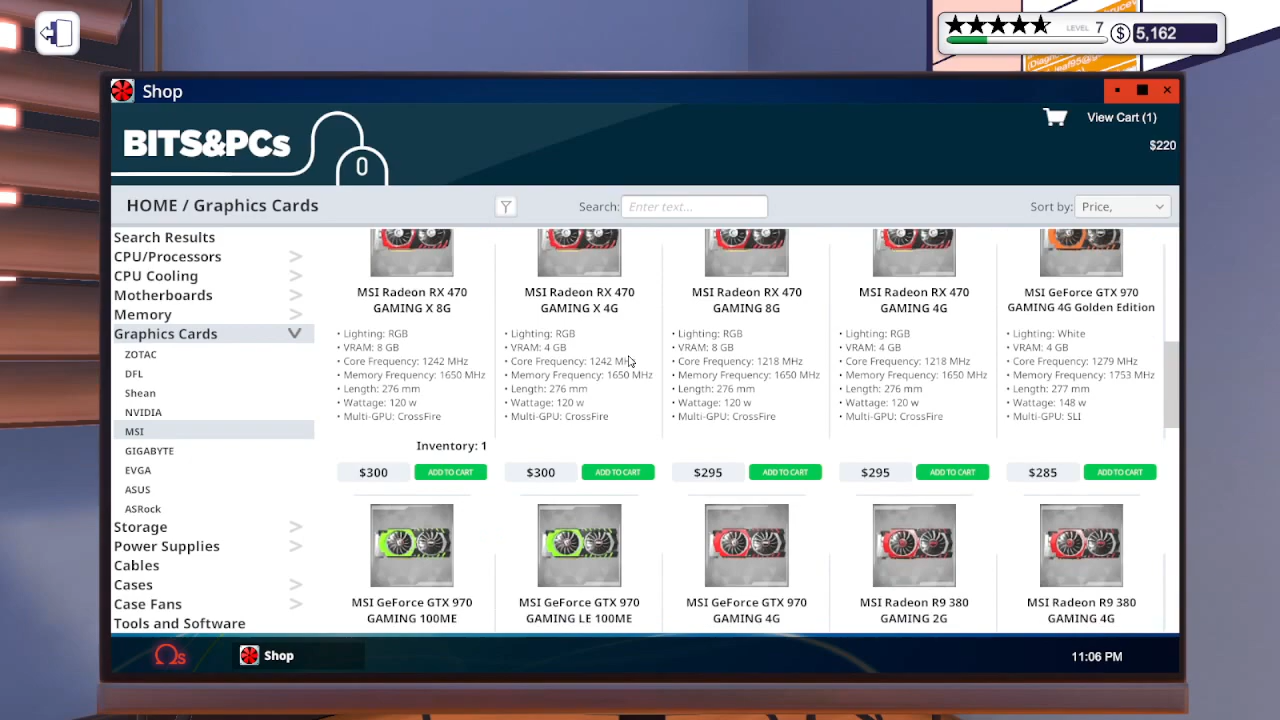 LEVEL 7 $ 5,162
Shop
BITS&PCs
View Cart (1)
$220
HOME / Graphics Cards
Search: Enter text...
Sort by: Price,
Search Results
CPU/Processors
CPU Cooling
Motherboards
Memory
Graphics Cards
ZOTAC
DFL
Shean
NVIDIA
MSI
GIGABYTE
EVGA
ASUS
ASRock
Storage
Power Supplies
Cables
Cases
Case Fans
Tools and Software
MSI Radeon RX 470
GAMING X 8G
• Lighting: RGB
• VRAM: 8 GB
• Core Frequency: 1242 MHz
• Memory Frequency: 1650 MHz
• Length: 276 mm
• Wattage: 120 w
• Multi-GPU: CrossFire
Inventory: 1
$300 ADD TO CART
MSI Radeon RX 470
GAMING X 4G
• Lighting: RGB
• VRAM: 4 GB
• Core Frequency: 1242 MHz
• Memory Frequency: 1650 MHz
• Length: 276 mm
• Wattage: 120 w
• Multi-GPU: CrossFire
$300 ADD TO CART
MSI Radeon RX 470
GAMING 8G
• Lighting: RGB
• VRAM: 8 GB
• Core Frequency: 1218 MHz
• Memory Frequency: 1650 MHz
• Length: 276 mm
• Wattage: 120 w
• Multi-GPU: CrossFire
$295 ADD TO CART
MSI Radeon RX 470
GAMING 4G
• Lighting: RGB
• VRAM: 4 GB
• Core Frequency: 1218 MHz
• Memory Frequency: 1650 MHz
• Length: 276 mm
• Wattage: 120 w
• Multi-GPU: CrossFire
$295 ADD TO CART
MSI GeForce GTX 970
GAMING 4G Golden Edition
• Lighting: White
• VRAM: 4 GB
• Core Frequency: 1279 MHz
• Memory Frequency: 1753 MHz
• Length: 277 mm
• Wattage: 148 w
• Multi-GPU: SLI
$285 ADD TO CART
MSI GeForce GTX 970
GAMING 100ME
MSI GeForce GTX 970
GAMING LE 100ME
MSI GeForce GTX 970
GAMING 4G
MSI Radeon R9 380
GAMING 2G
MSI Radeon R9 380
GAMING 4G
Ωs Shop 11:06 PM